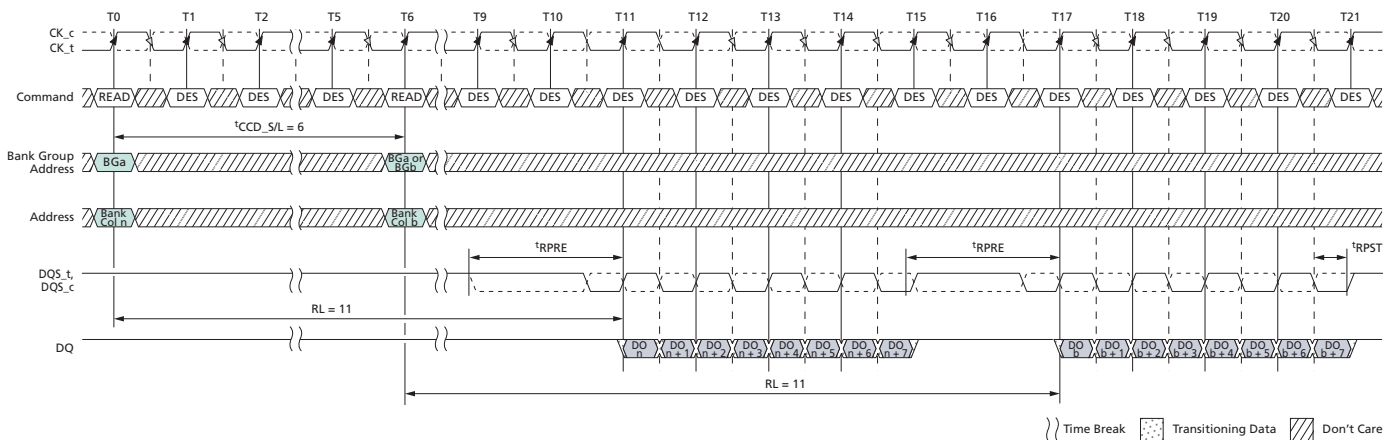 T0 T1 T2 T5 T6 T9 T10 T11 T12 T13 T14 T15 T16 T17 T18 T19 T20 T21
CK_c
CK_t
Command READ DES DES DES READ DES DES DES DES DES DES DES DES DES DES DES DES DES
tCCD_S/L = 6
Bank Group
Address
BGa
BGa or
BGb
Address
Bank
Col n
Bank
Col b
tRPRE tRPRE tRPST
DQS_t,
DQS_c
RL = 11
DQ
DO
n
DO
n + 1
DO
n + 2
DO
n + 3
DO
n + 4
DO
n + 5
DO
n + 6
DO
n + 7
DO
b
DO
b + 1
DO
b + 2
DO
b + 3
DO
b + 4
DO
b + 5
DO
b + 6
DO
b + 7
RL = 11
Time Break Transitioning Data Don't Care